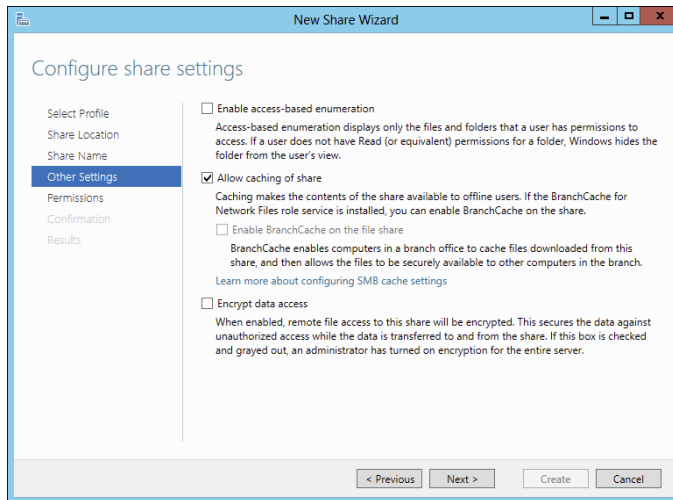 New Share Wizard
Configure share settings
Select Profile
Share Location
Share Name
Other Settings
Permissions
Confirmation
Results
Enable access-based enumeration
Access-based enumeration displays only the files and folders that a user has permissions to
access. If a user does not have Read (or equivalent) permissions for a folder, Windows hides the
folder from the user's view.
Allow caching of share
Caching makes the contents of the share available to offline users. If the BranchCache for
Network Files role service is installed, you can enable BranchCache on the share.
Enable BranchCache on the file share
BranchCache enables computers in a branch office to cache files downloaded from this
share, and then allows the files to be securely available to other computers in the branch.
Learn more about configuring SMB cache settings
Encrypt data access
When enabled, remote file access to this share will be encrypted. This secures the data against
unauthorized access while the data is transferred to and from the share. If this box is checked
and grayed out, an administrator has turned on encryption for the entire server.
< Previous
Next >
Create
Cancel